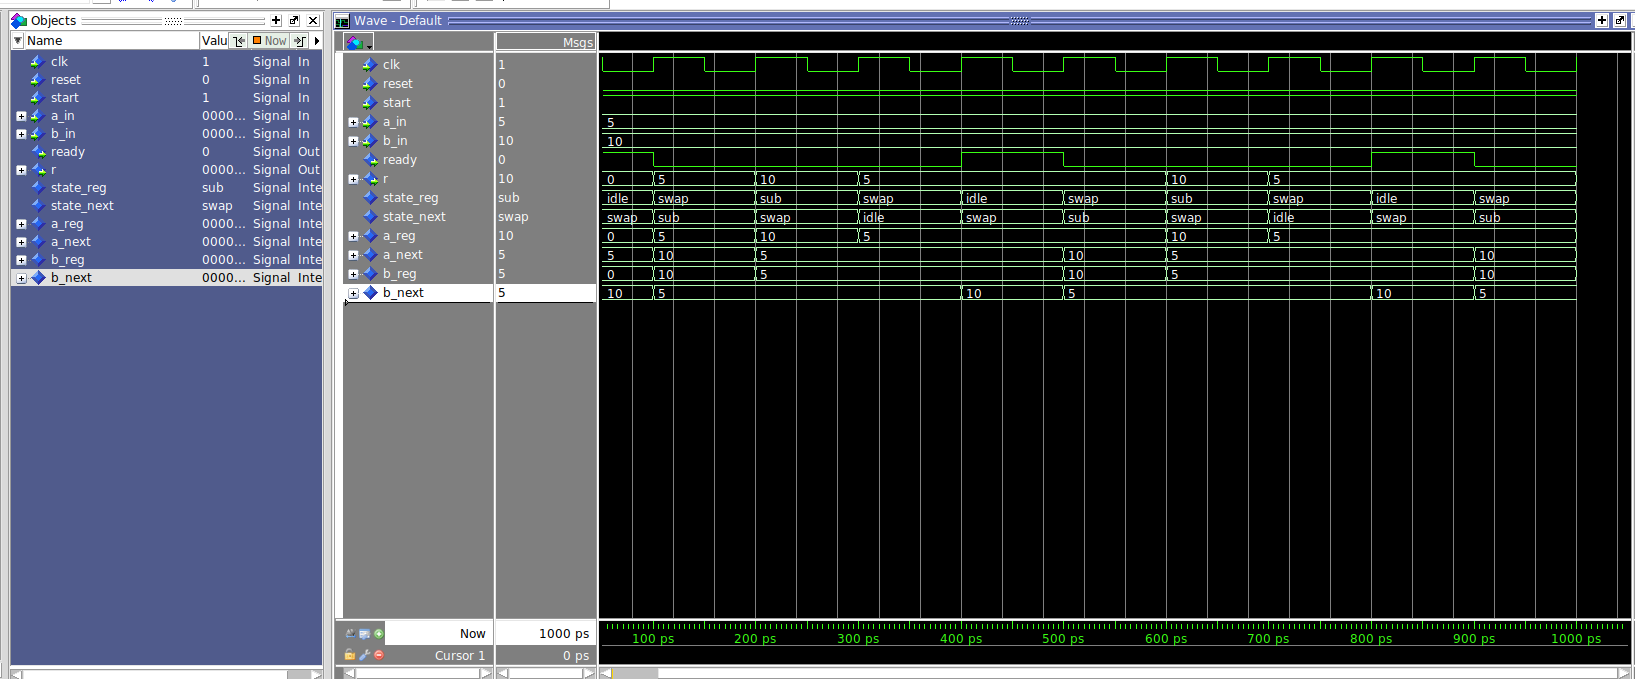 Objects
Name Valu Now
clk 1 Signal In
reset 0 Signal In
start 1 Signal In
a_in 0000... Signal In
b_in 0000... Signal In
ready 0 Signal Out
r 0000... Signal Out
state_reg sub Signal Inte
state_next swap Signal Inte
a_reg 0000... Signal Inte
a_next 0000... Signal Inte
b_reg 0000... Signal Inte
b_next 0000... Signal Inte
Wave - Default
Msgs
clk 1
reset 0
start 1
a_in 5 5
b_in 10 10
ready 0
r 10 0 5 10 5 10 5
state_reg sub idle swap sub swap idle swap sub swap idle swap
state_next swap swap sub swap idle swap sub swap idle swap sub
a_reg 10 0 5 10 5 10 5
a_next 5 5 10 5 10 5 10
b_reg 5 0 10 5 10 5 10
b_next 5 10 5 10 5 10 5
Now 1000 ps 100 ps 200 ps 300 ps 400 ps 500 ps 600 ps 700 ps 800 ps 900 ps 1000 ps
Cursor 1 0 ps